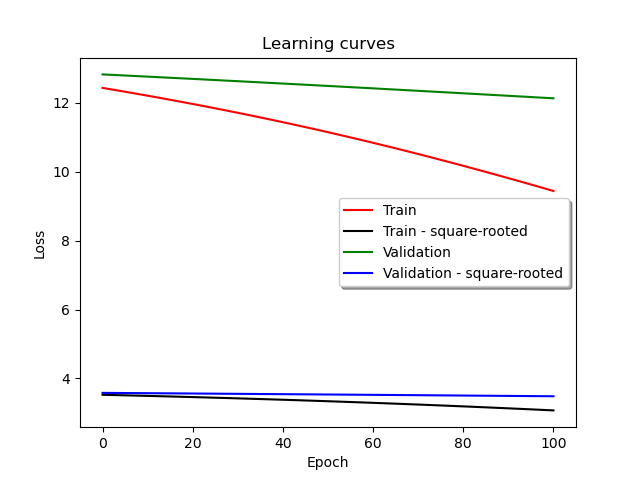 Learning curves
12
10
8
6
4
Loss
Train
Train - square-rooted
Validation
Validation - square-rooted
0 20 40 60 80 100
Epoch